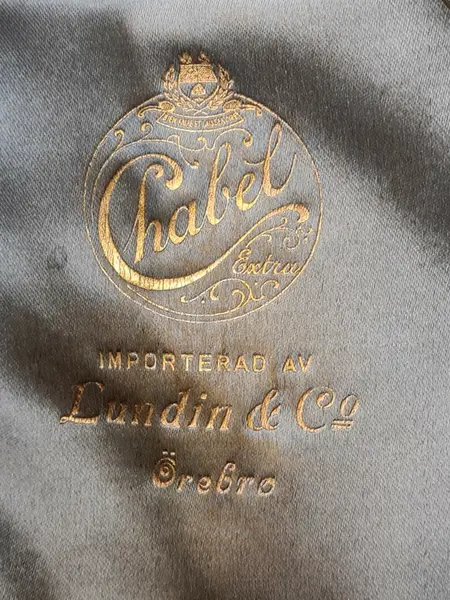 Chabel
Extra
IMPORTERAD AV
Lundin & Co
Örebro